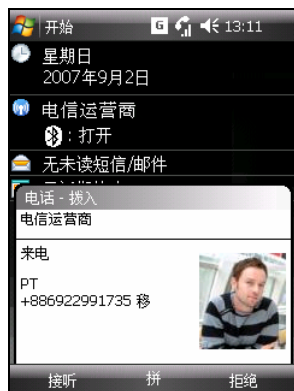 开始 G 13:11
星期日
2007年9月2日
电信运营商
：打开
无未读短信/邮件
电话 - 拨入
电信运营商
来电
PT
+886922991735 移
接听 拼 拒绝